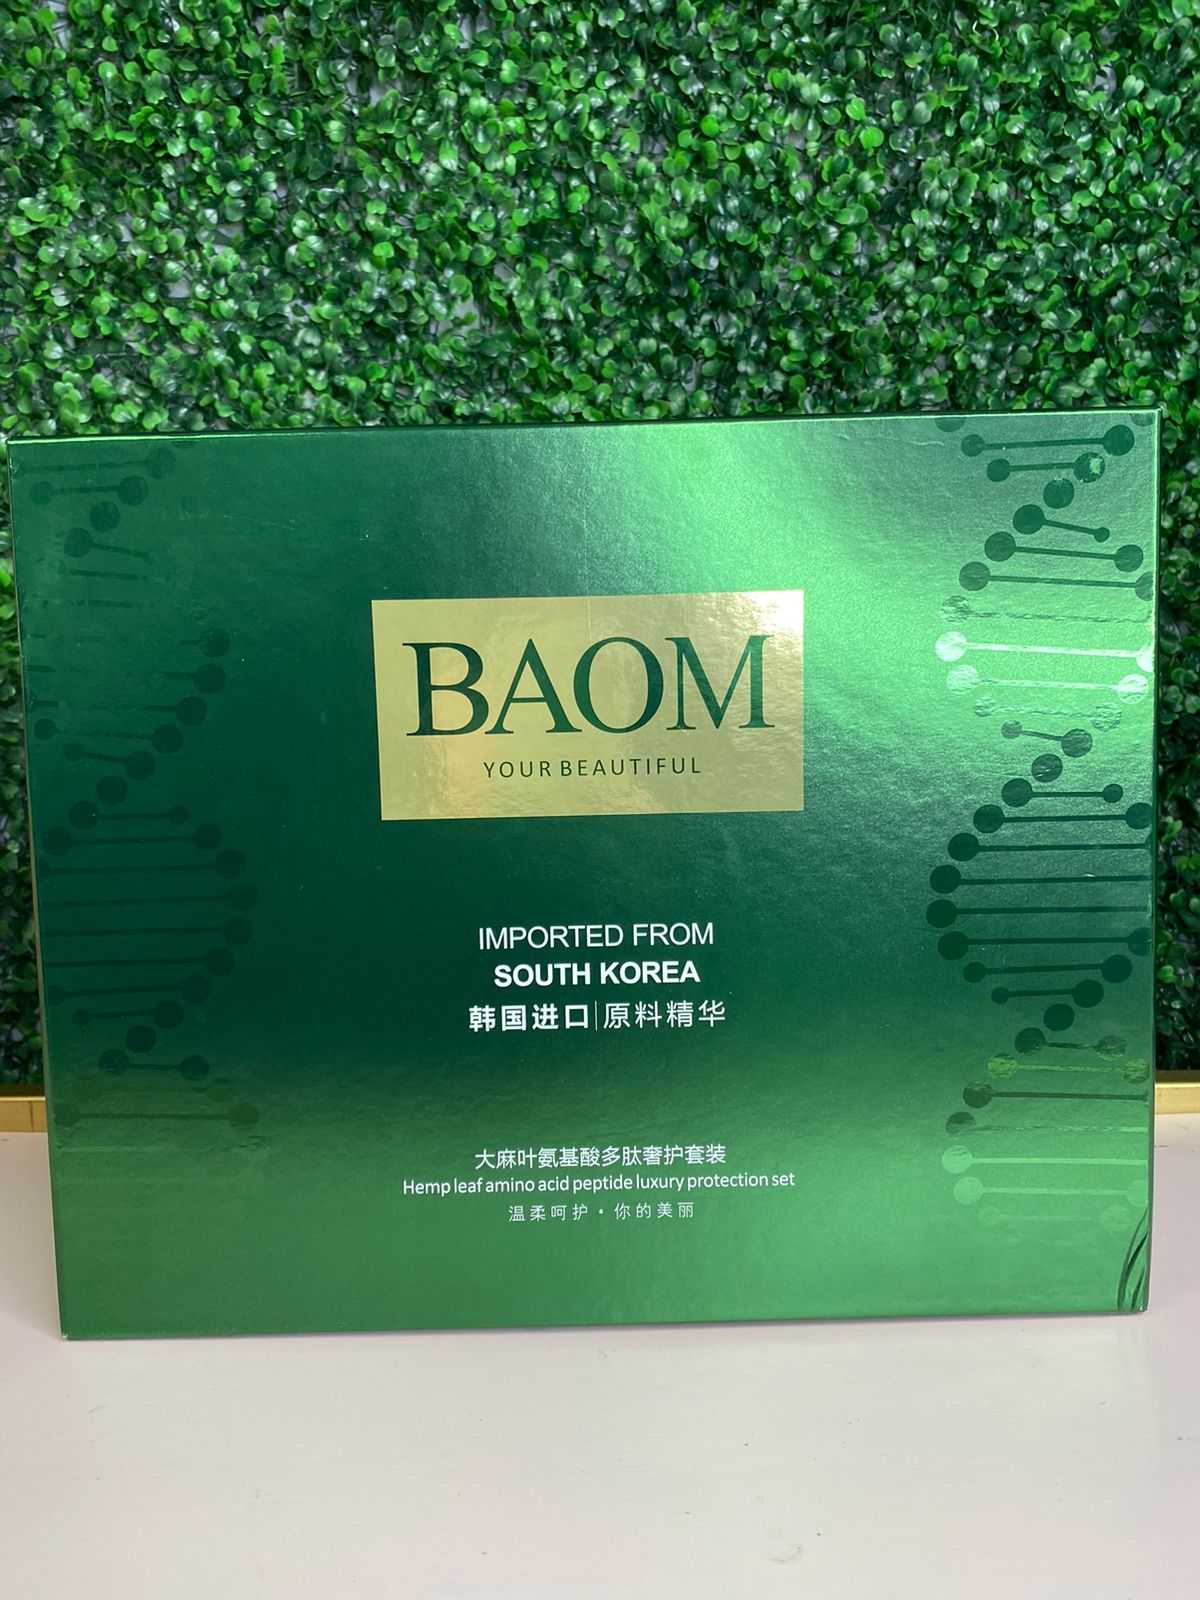 BAOM
YOUR BEAUTIFUL
IMPORTED FROM
SOUTH KOREA
韩国进口|原料精华
大麻叶氨基酸多肽奢护套装
Hemp leaf amino acid peptide luxury protection set
温柔呵护·你的美丽